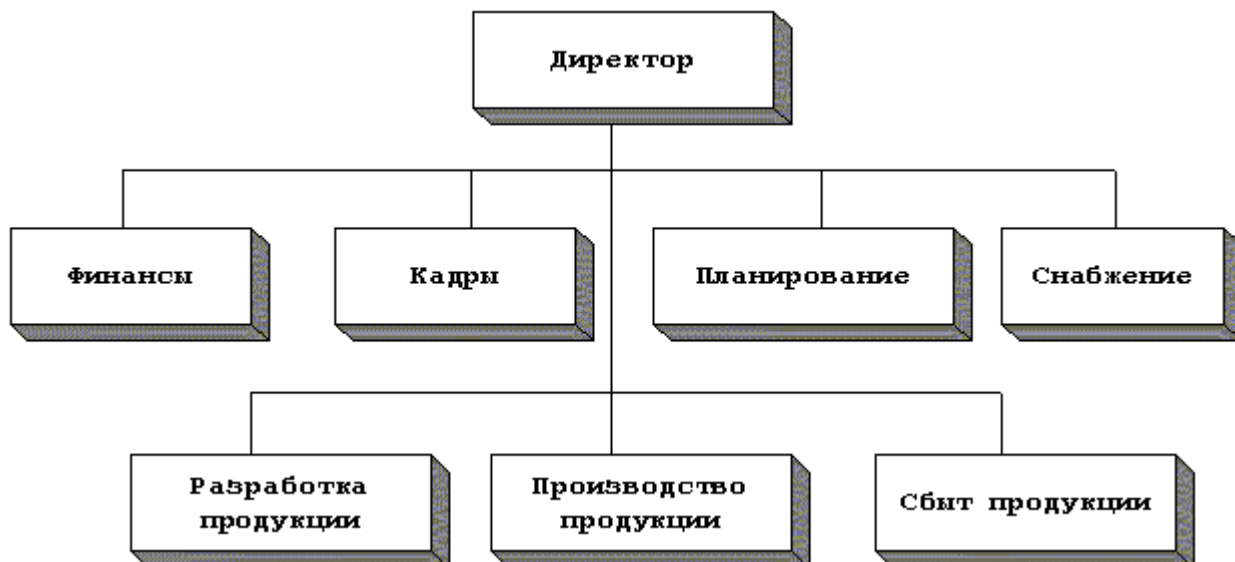 Директор
Финансы
Кадры
Планирование
Снабжение
Разработка
продукции
Производство
продукции
Сбыт продукции